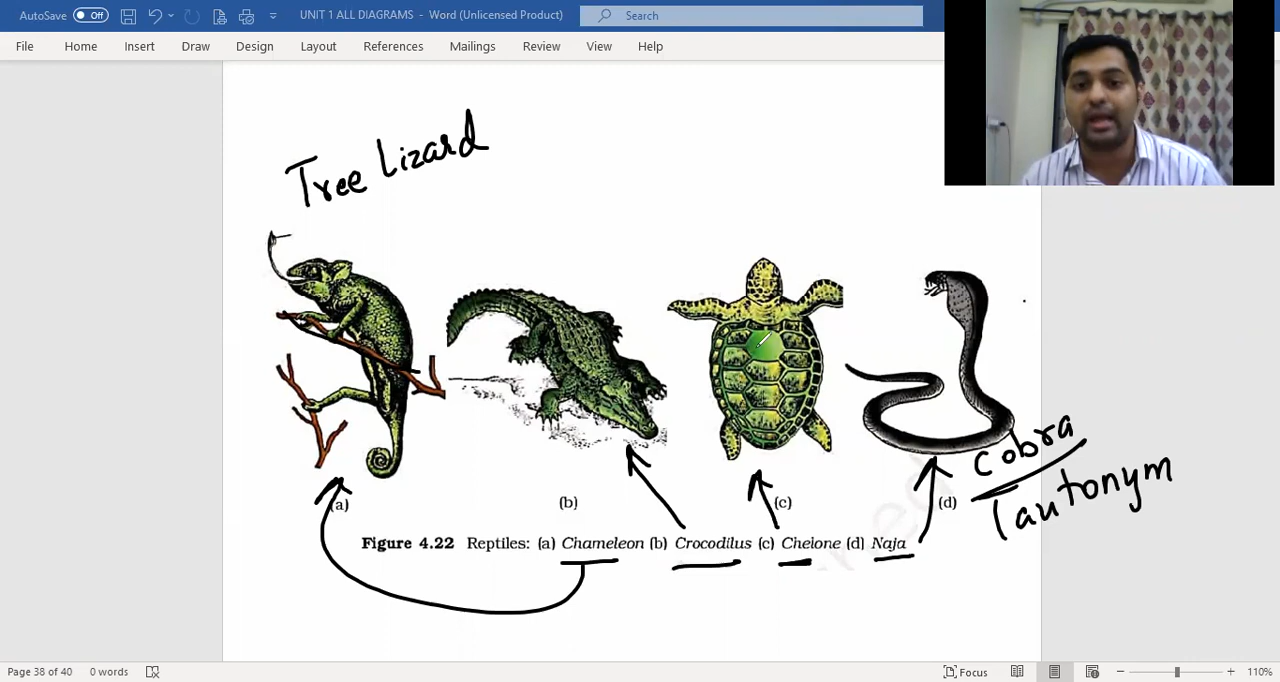 AutoSave Off UNIT 1 ALL DIAGRAMS - Word (Unlicensed Product) Search
File Home Insert Draw Design Layout References Mailings Review View Help
Tree Lizard
Cobra
Tautonym
(a) (b) (c) (d)
Figure 4.22 Reptiles: (a) Chameleon (b) Crocodilus (c) Chelone (d) Naja
Page 38 of 40 0 words Focus 110%